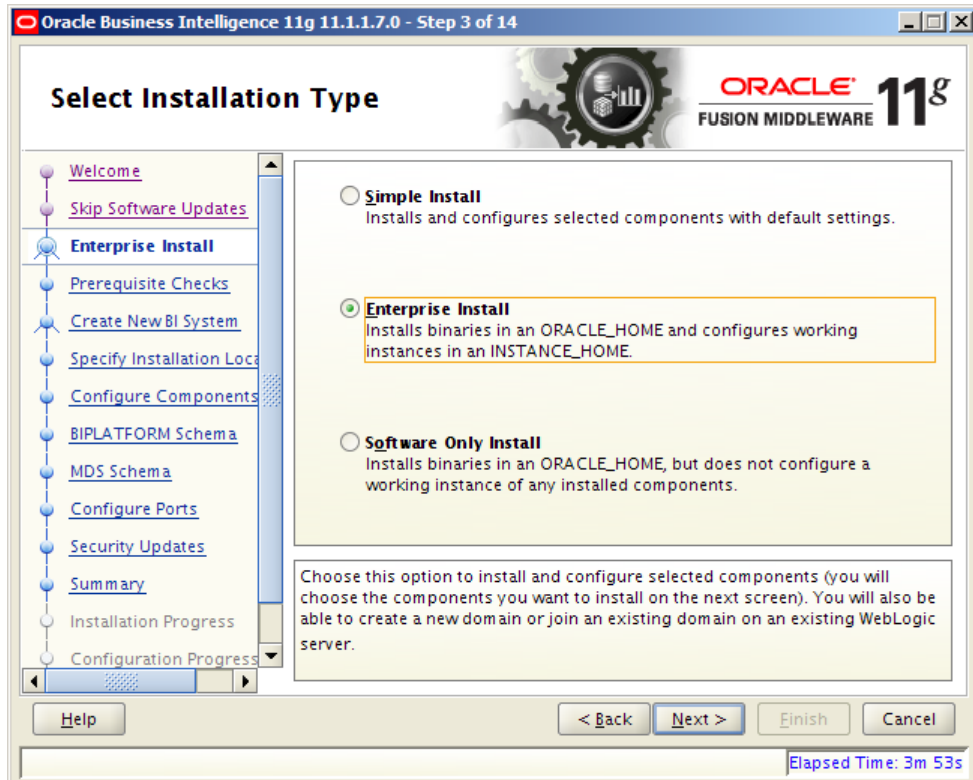 Oracle Business Intelligence 11g 11.1.1.7.0 - Step 3 of 14
Select Installation Type
ORACLE
FUSION MIDDLEWARE
11g
Welcome
Skip Software Updates
Enterprise Install
Prerequisite Checks
Create New BI System
Specify Installation Loca
Configure Components
BIPLATFORM Schema
MDS Schema
Configure Ports
Security Updates
Summary
Installation Progress
Configuration Progress
Simple Install
Installs and configures selected components with default settings.
Enterprise Install
Installs binaries in an ORACLE_HOME and configures working
instances in an INSTANCE_HOME.
Software Only Install
Installs binaries in an ORACLE_HOME, but does not configure a
working instance of any installed components.
Choose this option to install and configure selected components (you will
choose the components you want to install on the next screen). You will also be
able to create a new domain or join an existing domain on an existing WebLogic
server.
Help
< Back
Next >
Finish
Cancel
Elapsed Time: 3m 53s